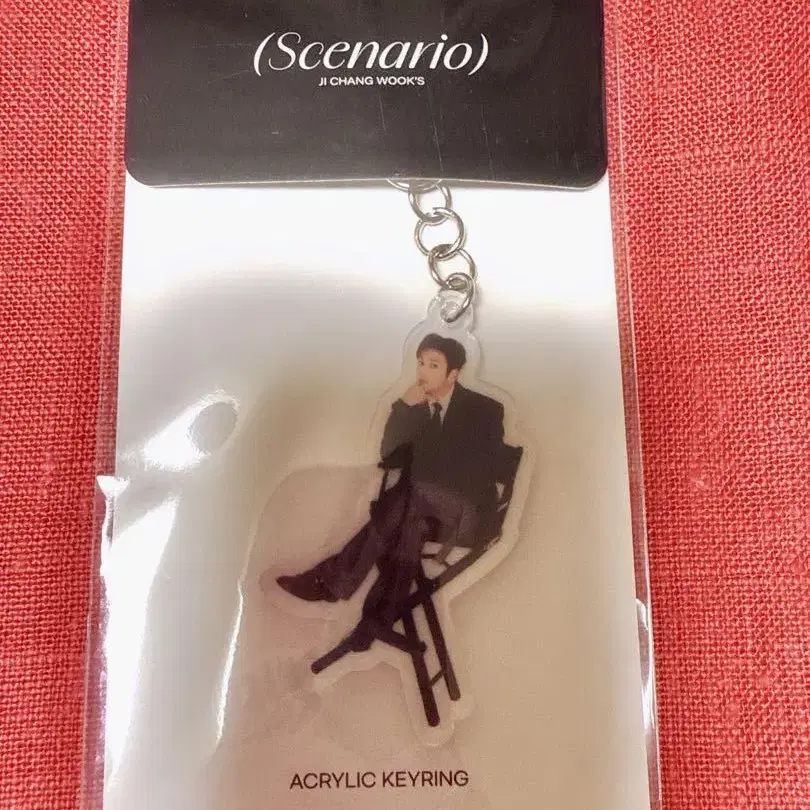 (Scenario)
JI CHANG WOOK'S
ACRYLIC KEYRING